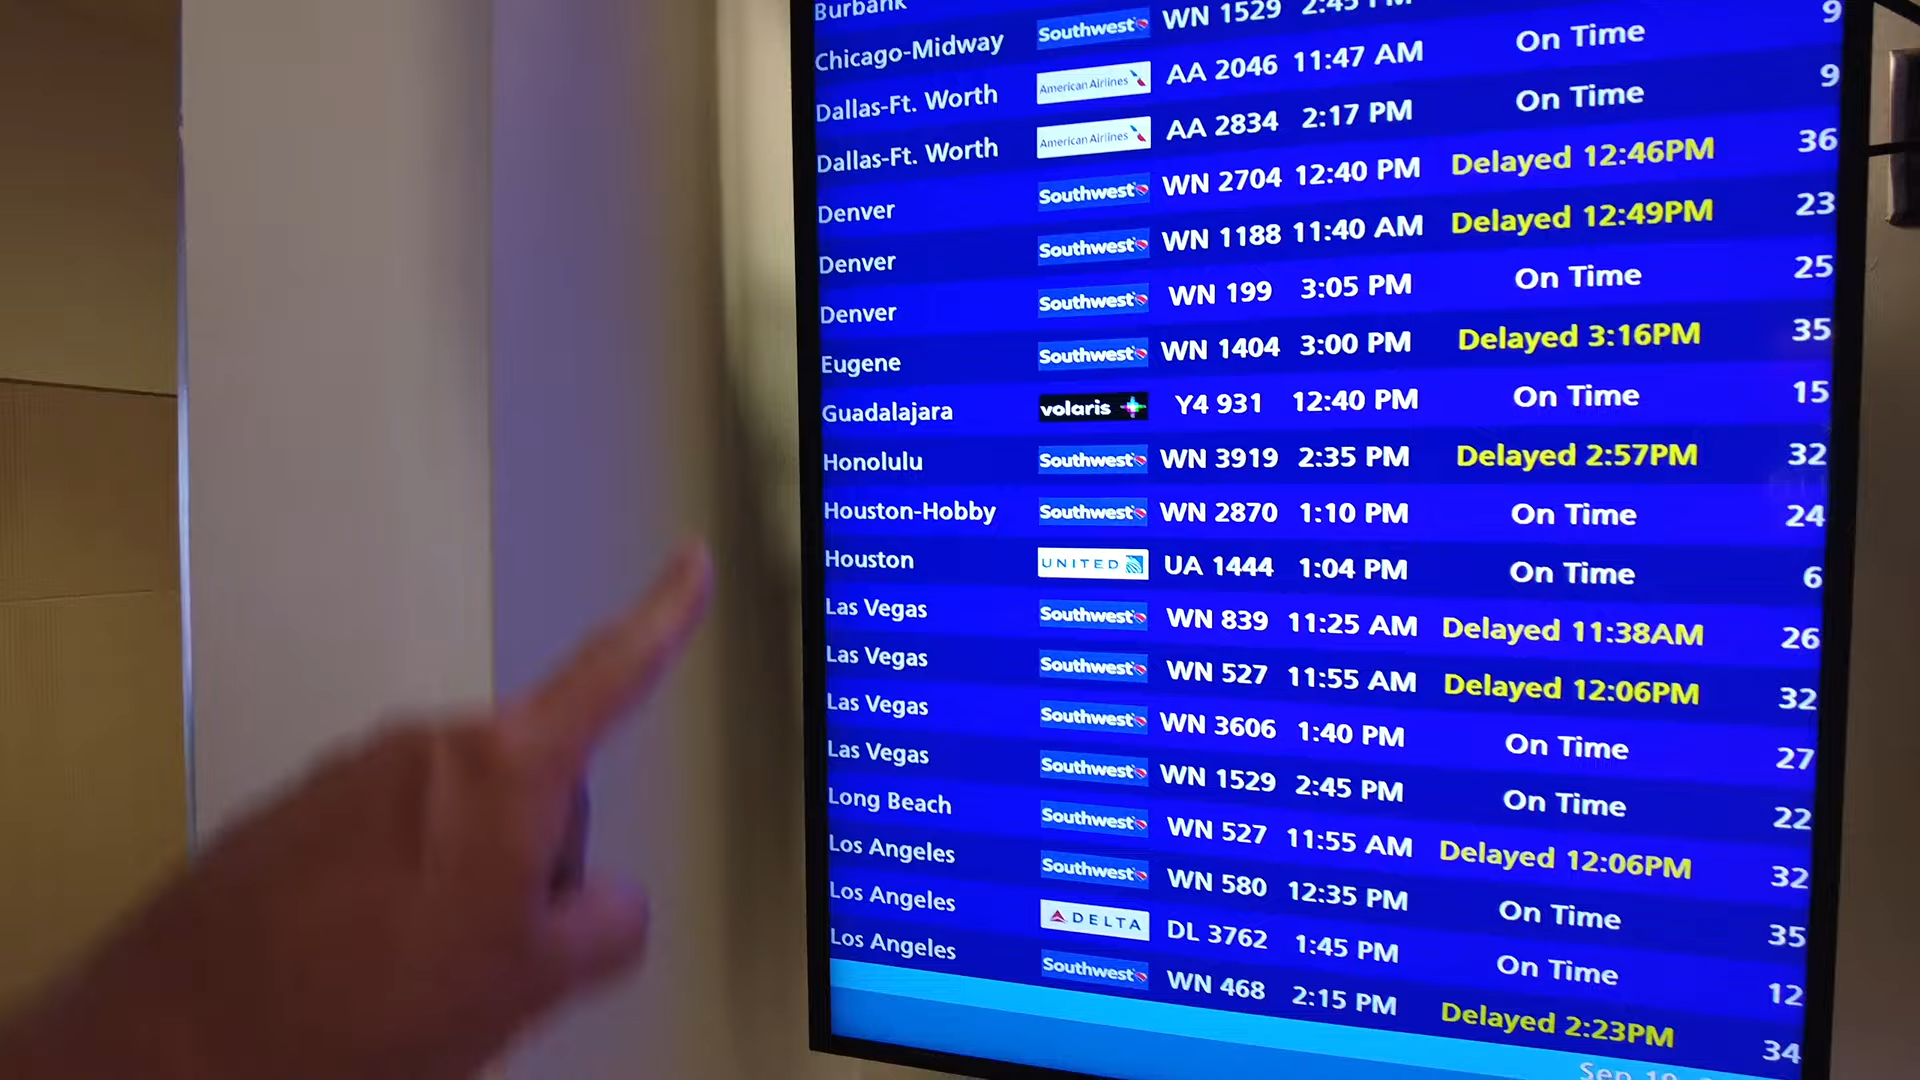 Burbank
Chicago-Midway Southwest WN 1529 2:45 PM
Dallas-Ft. Worth American Airlines AA 2046 11:47 AM On Time 9
Dallas-Ft. Worth American Airlines AA 2834 2:17 PM On Time 9
Denver Southwest WN 2704 12:40 PM Delayed 12:46PM 36
Denver Southwest WN 1188 11:40 AM Delayed 12:49PM 23
Denver Southwest WN 199 3:05 PM On Time 25
Eugene Southwest WN 1404 3:00 PM Delayed 3:16PM 35
Guadalajara volaris Y4 931 12:40 PM On Time 15
Honolulu Southwest WN 3919 2:35 PM Delayed 2:57PM 32
Houston-Hobby Southwest WN 2870 1:10 PM On Time 24
Houston UNITED UA 1444 1:04 PM On Time 6
Las Vegas Southwest WN 839 11:25 AM Delayed 11:38AM 26
Las Vegas Southwest WN 527 11:55 AM Delayed 12:06PM 32
Las Vegas Southwest WN 3606 1:40 PM On Time 27
Las Vegas Southwest WN 1529 2:45 PM On Time 22
Long Beach Southwest WN 527 11:55 AM Delayed 12:06PM 32
Los Angeles Southwest WN 580 12:35 PM On Time 35
Los Angeles DELTA DL 3762 1:45 PM On Time 12
Los Angeles Southwest WN 468 2:15 PM Delayed 2:23PM 34
Sep